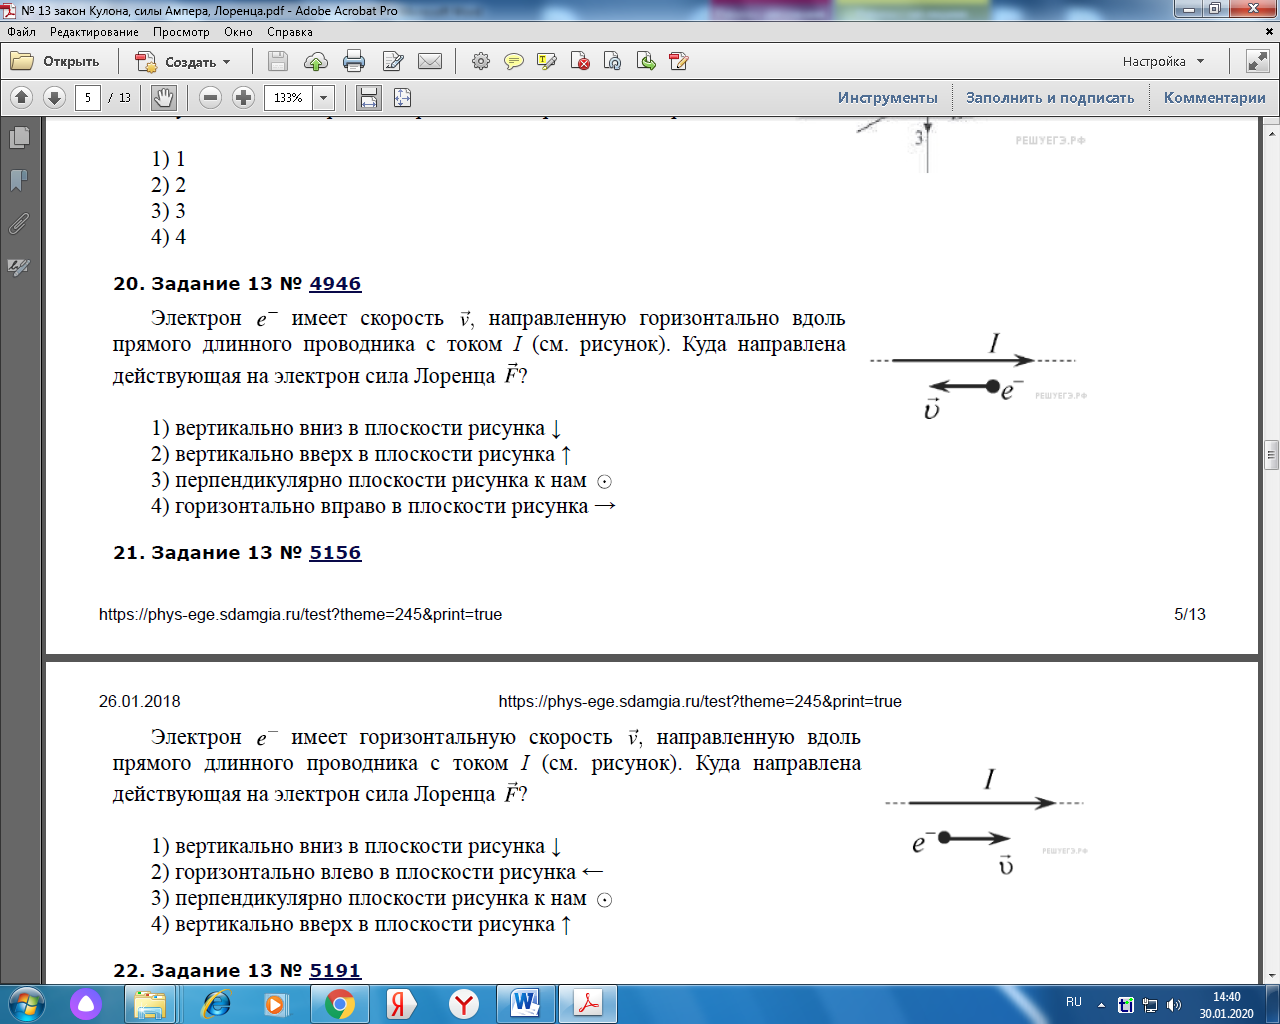 № 13 закон Кулона, силы Ампера, Лоренца.pdf - Adobe Acrobat Pro
Файл Редактирование Просмотр Окно Справка
Открыть Создать Настройка
5 / 13 133% Инструменты Заполнить и подписать Комментарии
3
РЕШУЕГЭ.РФ
1) 1
2) 2
3) 3
4) 4
20. Задание 13 № 4946
Электрон e⁻ имеет скорость v⃗, направленную горизонтально вдоль
прямого длинного проводника с током I (см. рисунок). Куда направлена
действующая на электрон сила Лоренца F⃗?
I
e⁻
υ⃗
РЕШУЕГЭ.РФ
1) вертикально вниз в плоскости рисунка ↓
2) вертикально вверх в плоскости рисунка ↑
3) перпендикулярно плоскости рисунка к нам ⊙
4) горизонтально вправо в плоскости рисунка →
21. Задание 13 № 5156
https://phys-ege.sdamgia.ru/test?theme=245&print=true 5/13
26.01.2018 https://phys-ege.sdamgia.ru/test?theme=245&print=true
Электрон e⁻ имеет горизонтальную скорость v⃗, направленную вдоль
прямого длинного проводника с током I (см. рисунок). Куда направлена
действующая на электрон сила Лоренца F⃗?
I
e⁻
υ⃗
РЕШУЕГЭ.РФ
1) вертикально вниз в плоскости рисунка ↓
2) горизонтально влево в плоскости рисунка ←
3) перпендикулярно плоскости рисунка к нам ⊙
4) вертикально вверх в плоскости рисунка ↑
22. Задание 13 № 5191
RU 14:40
30.01.2020